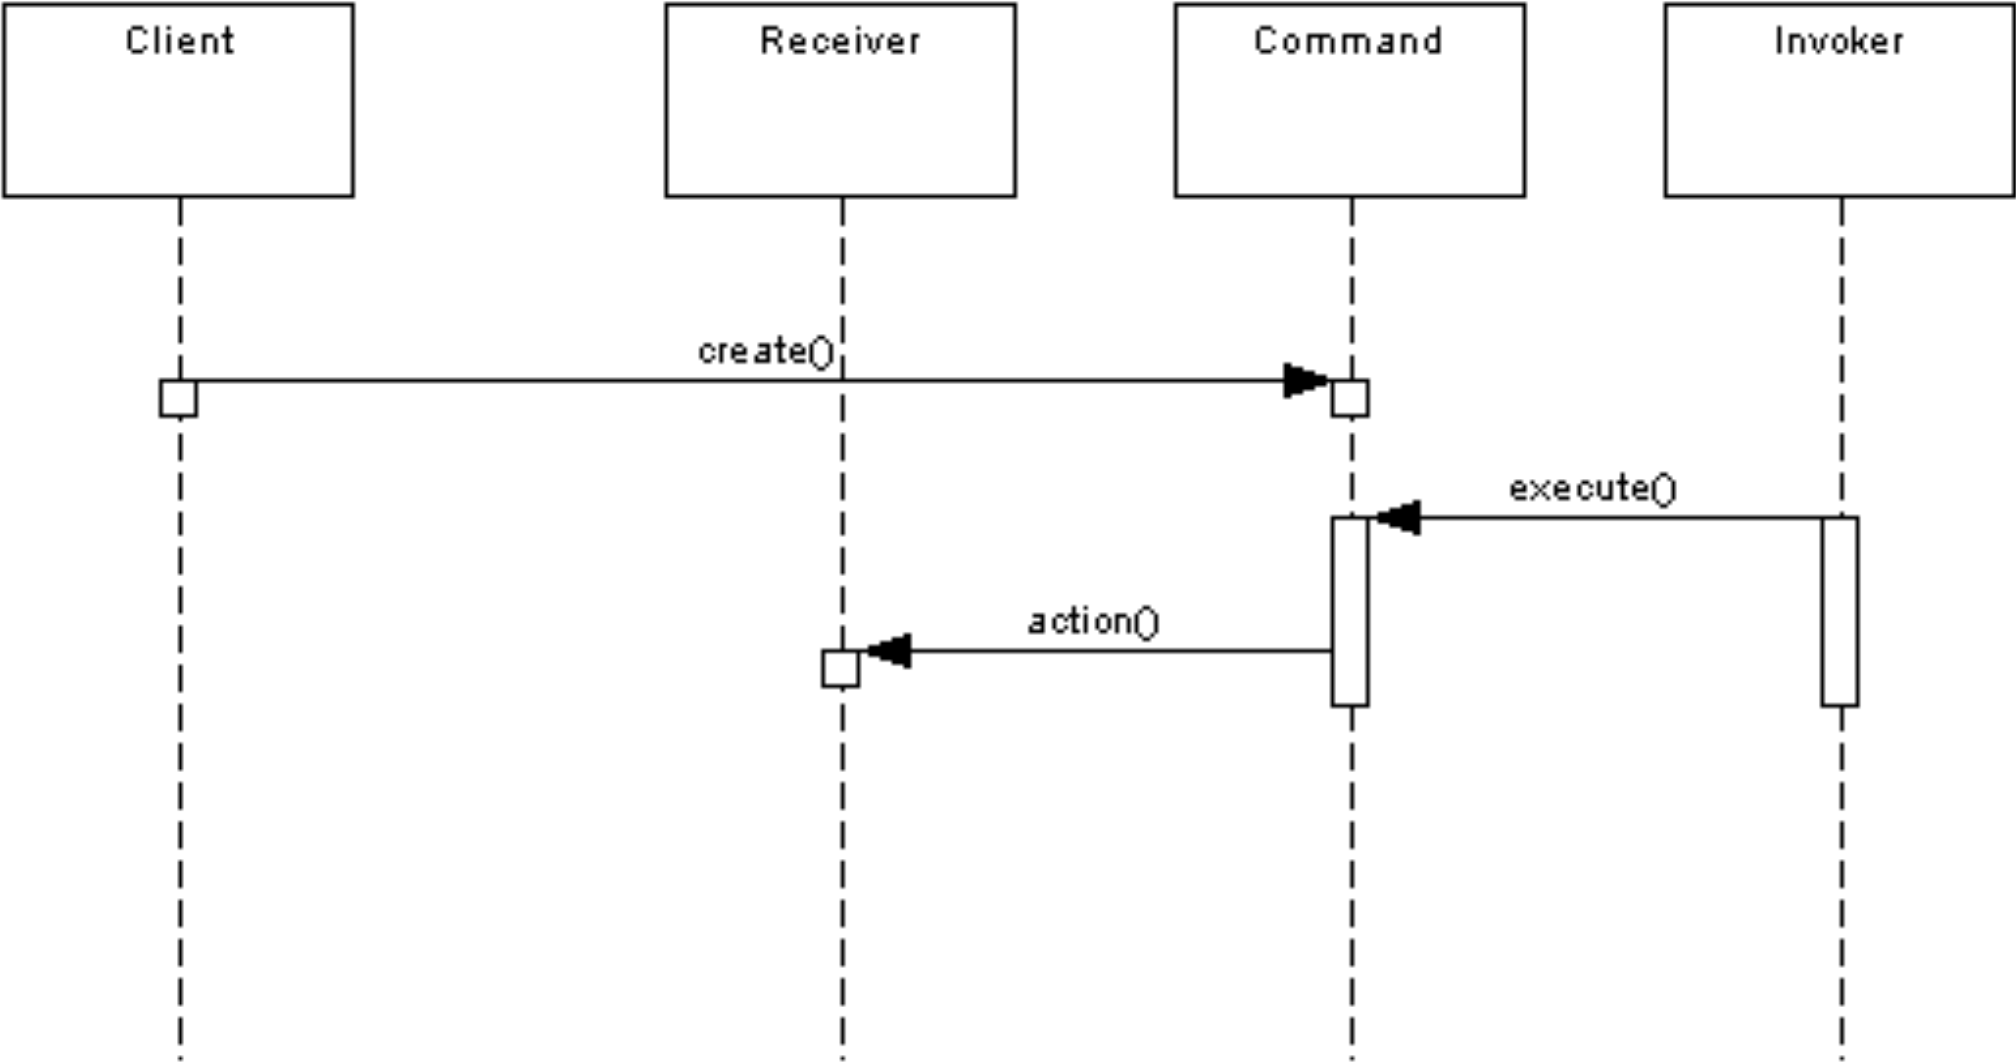 Client
Receiver
Command
Invoker
create()
execute()
action()